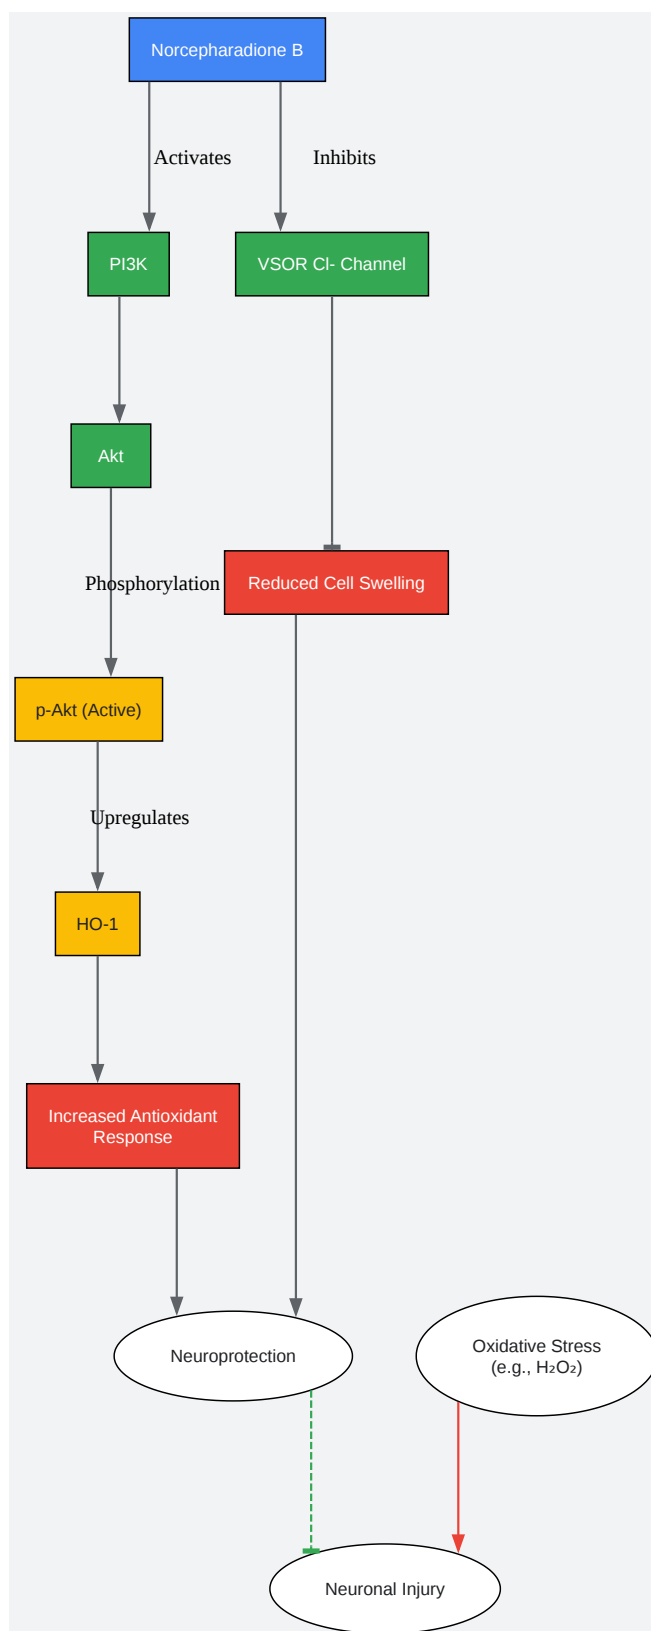 Norcepharadione B
Activates
Inhibits
PI3K
VSOR Cl- Channel
Akt
Phosphorylation
Reduced Cell Swelling
p-Akt (Active)
Upregulates
HO-1
Increased Antioxidant
Response
Neuroprotection
Oxidative Stress
(e.g., H₂O₂)
Neuronal Injury